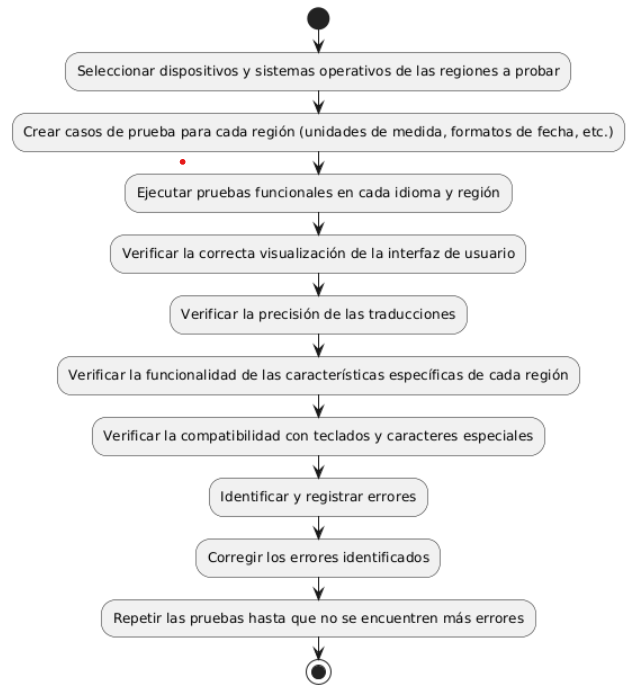 Seleccionar dispositivos y sistemas operativos de las regiones a probar
Crear casos de prueba para cada región (unidades de medida, formatos de fecha, etc.)
Ejecutar pruebas funcionales en cada idioma y región
Verificar la correcta visualización de la interfaz de usuario
Verificar la precisión de las traducciones
Verificar la funcionalidad de las características específicas de cada región
Verificar la compatibilidad con teclados y caracteres especiales
Identificar y registrar errores
Corregir los errores identificados
Repetir las pruebas hasta que no se encuentren más errores